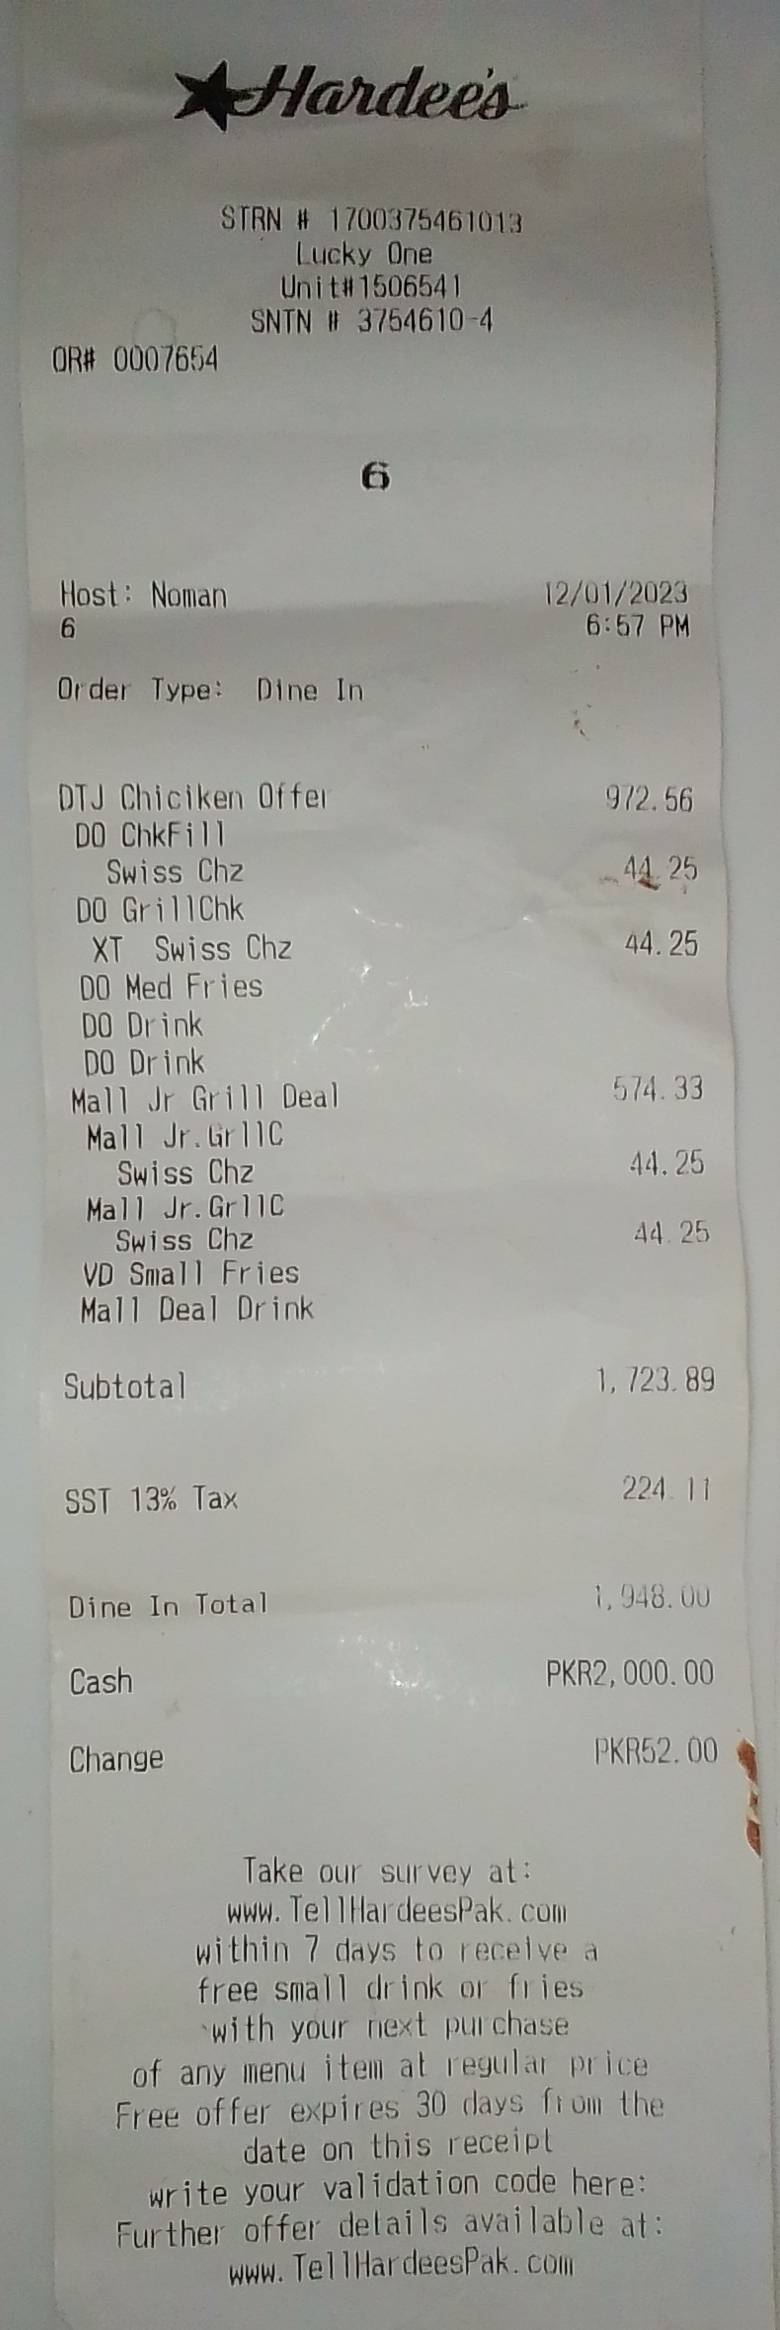 Hardee's
STRN # 1700375461013
Lucky One
Unit#1506541
SNTN # 3754610-4
OR# 0007654
6
Host: Noman 12/01/2023
6 6:57 PM
Order Type: Dine In
DTJ Chiciken Offer 972.56
DO ChkFill
Swiss Chz 44.25
DO GrillChk
XT Swiss Chz 44.25
DO Med Fries
DO Drink
DO Drink
Mall Jr Grill Deal 574.33
Mall Jr.GrllC
Swiss Chz 44.25
Mall Jr.GrllC
Swiss Chz 44.25
VD Small Fries
Mall Deal Drink
Subtotal 1,723.89
SST 13% Tax 224.11
Dine In Total 1,948.00
Cash PKR2,000.00
Change PKR52.00
Take our survey at:
www.TellHardeesPak.com
within 7 days to receive a
free small drink or fries
with your next purchase
of any menu item at regular price
Free offer expires 30 days from the
date on this receipt
write your validation code here:
Further offer details available at:
www.TellHardeesPak.com